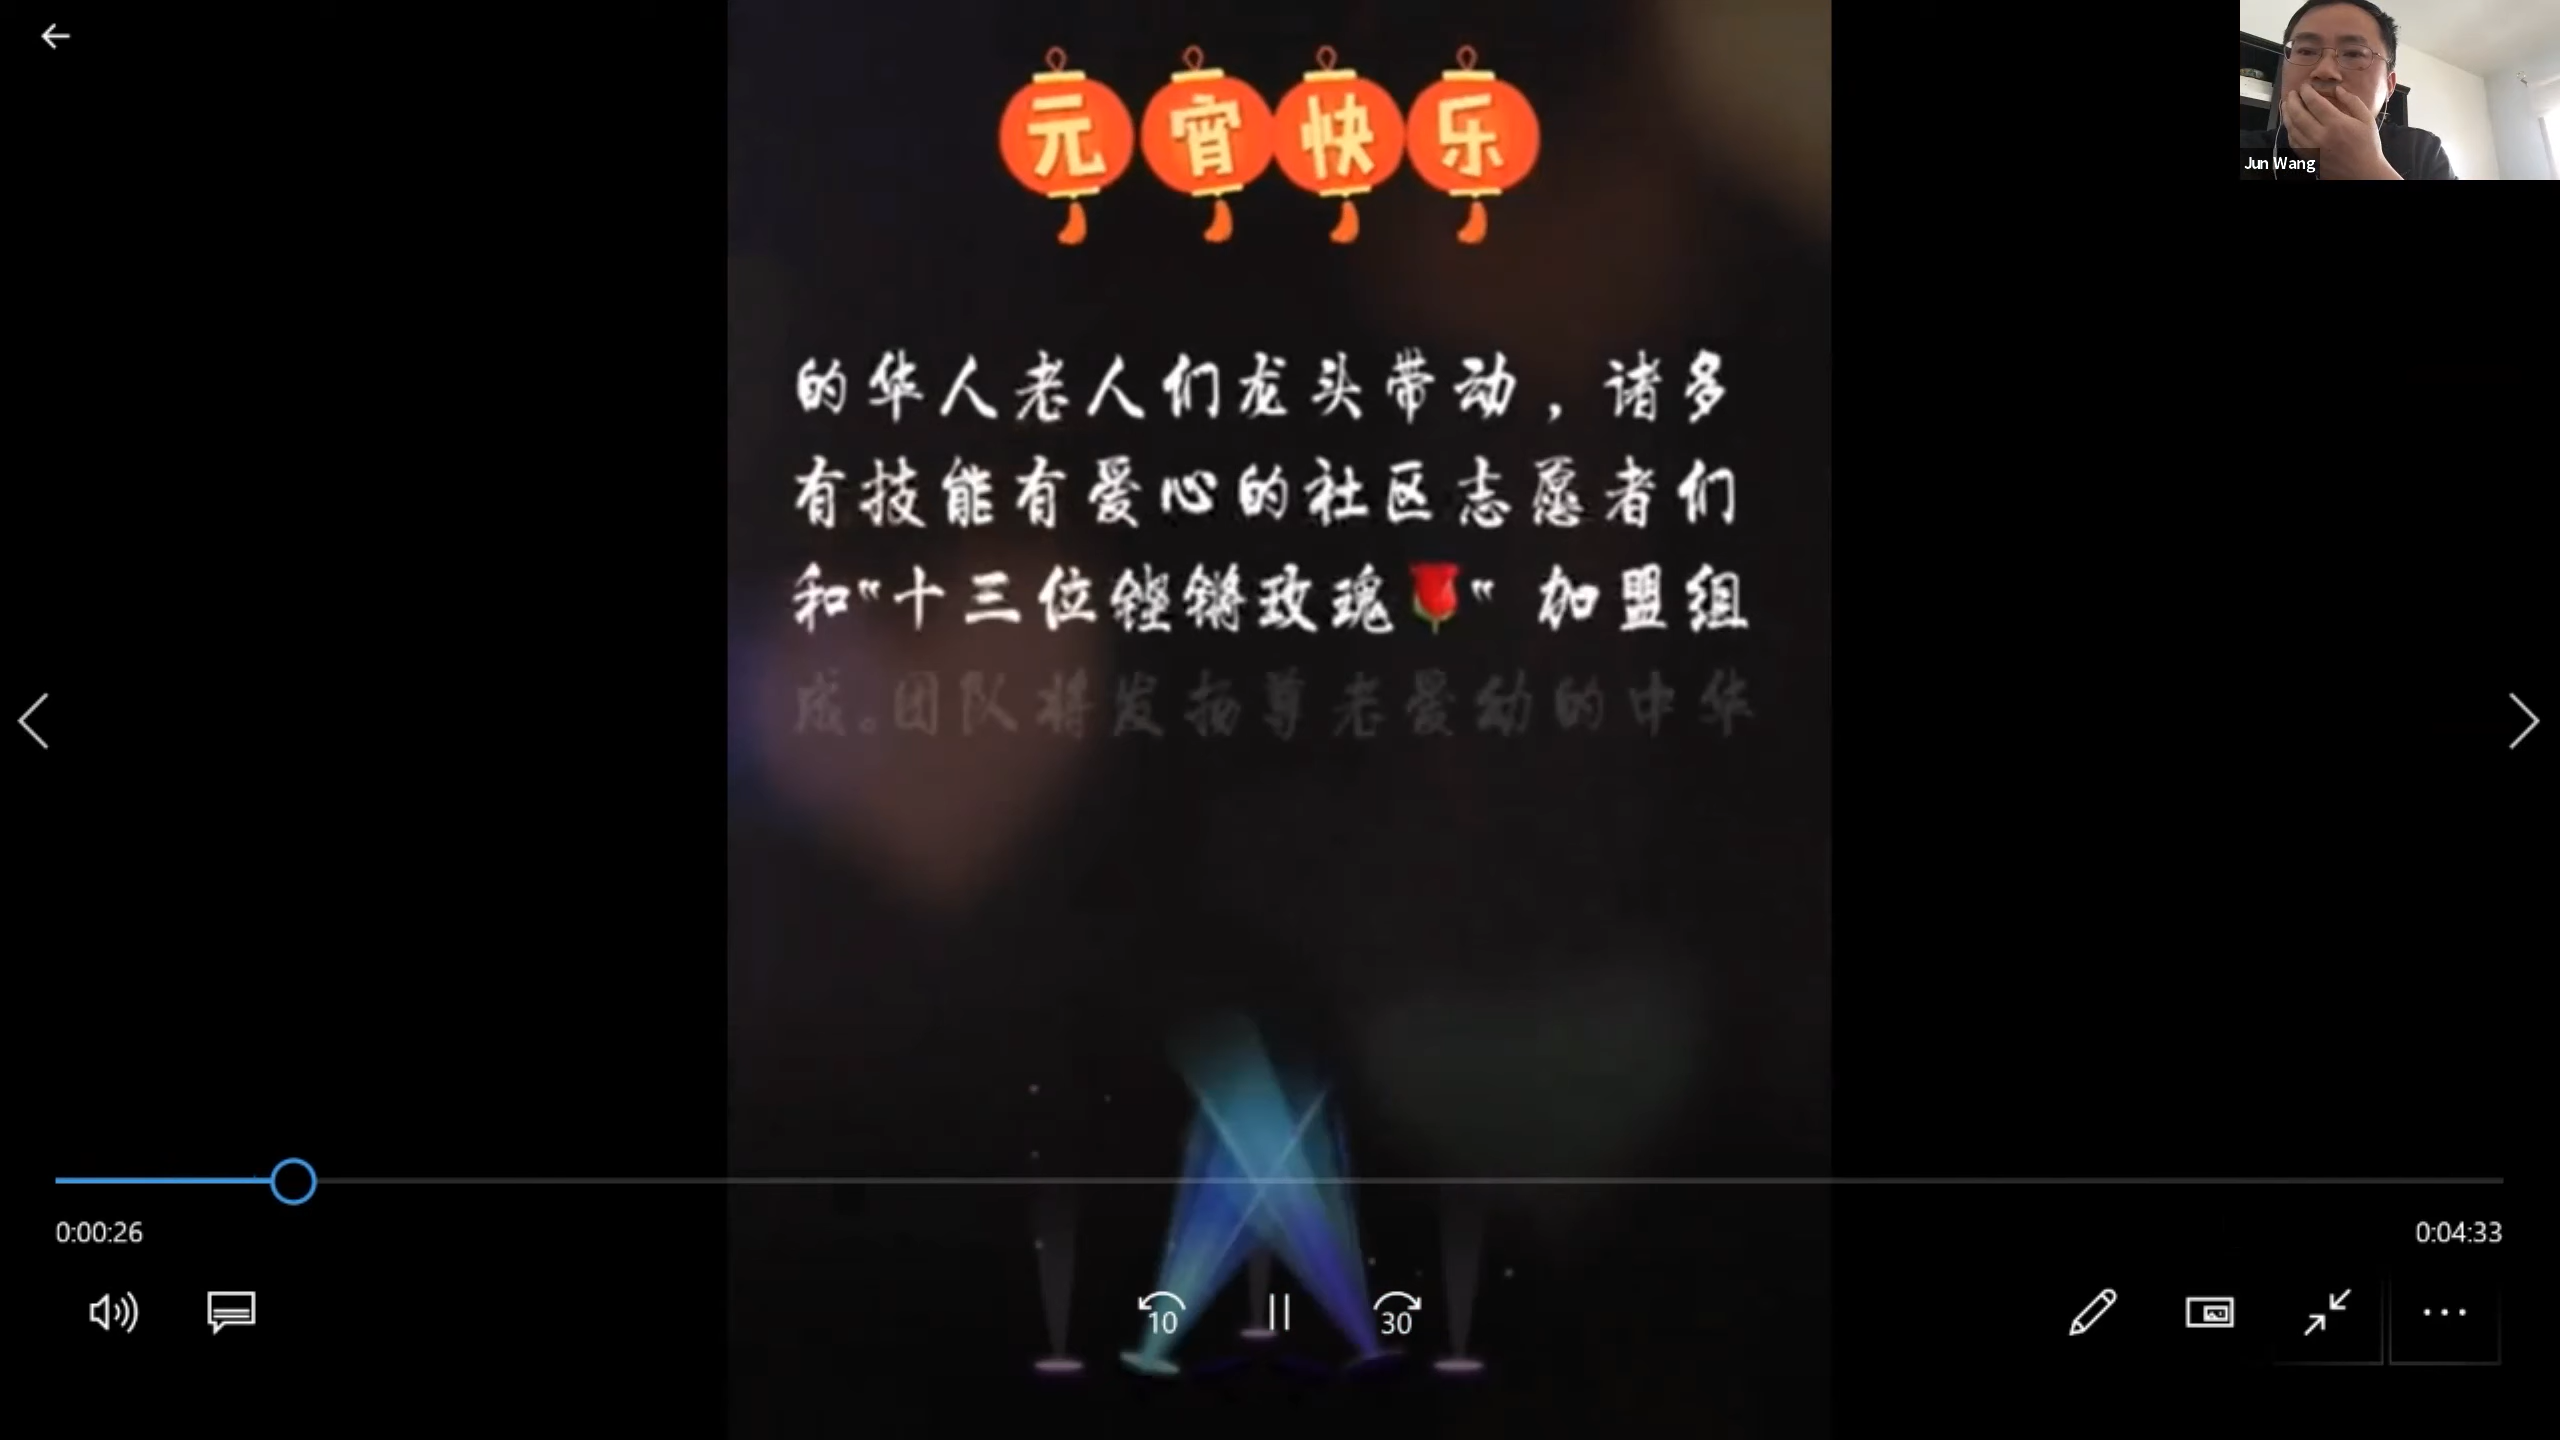 元宵快乐
Jun Wang
的华人老人们龙头带动，诸多
有技能有爱心的社区志愿者们
和"十三位铿锵玫瑰🌹" 加盟组
成。团队将发扬尊老爱幼的中华
0:00:26
0:04:33
10
30